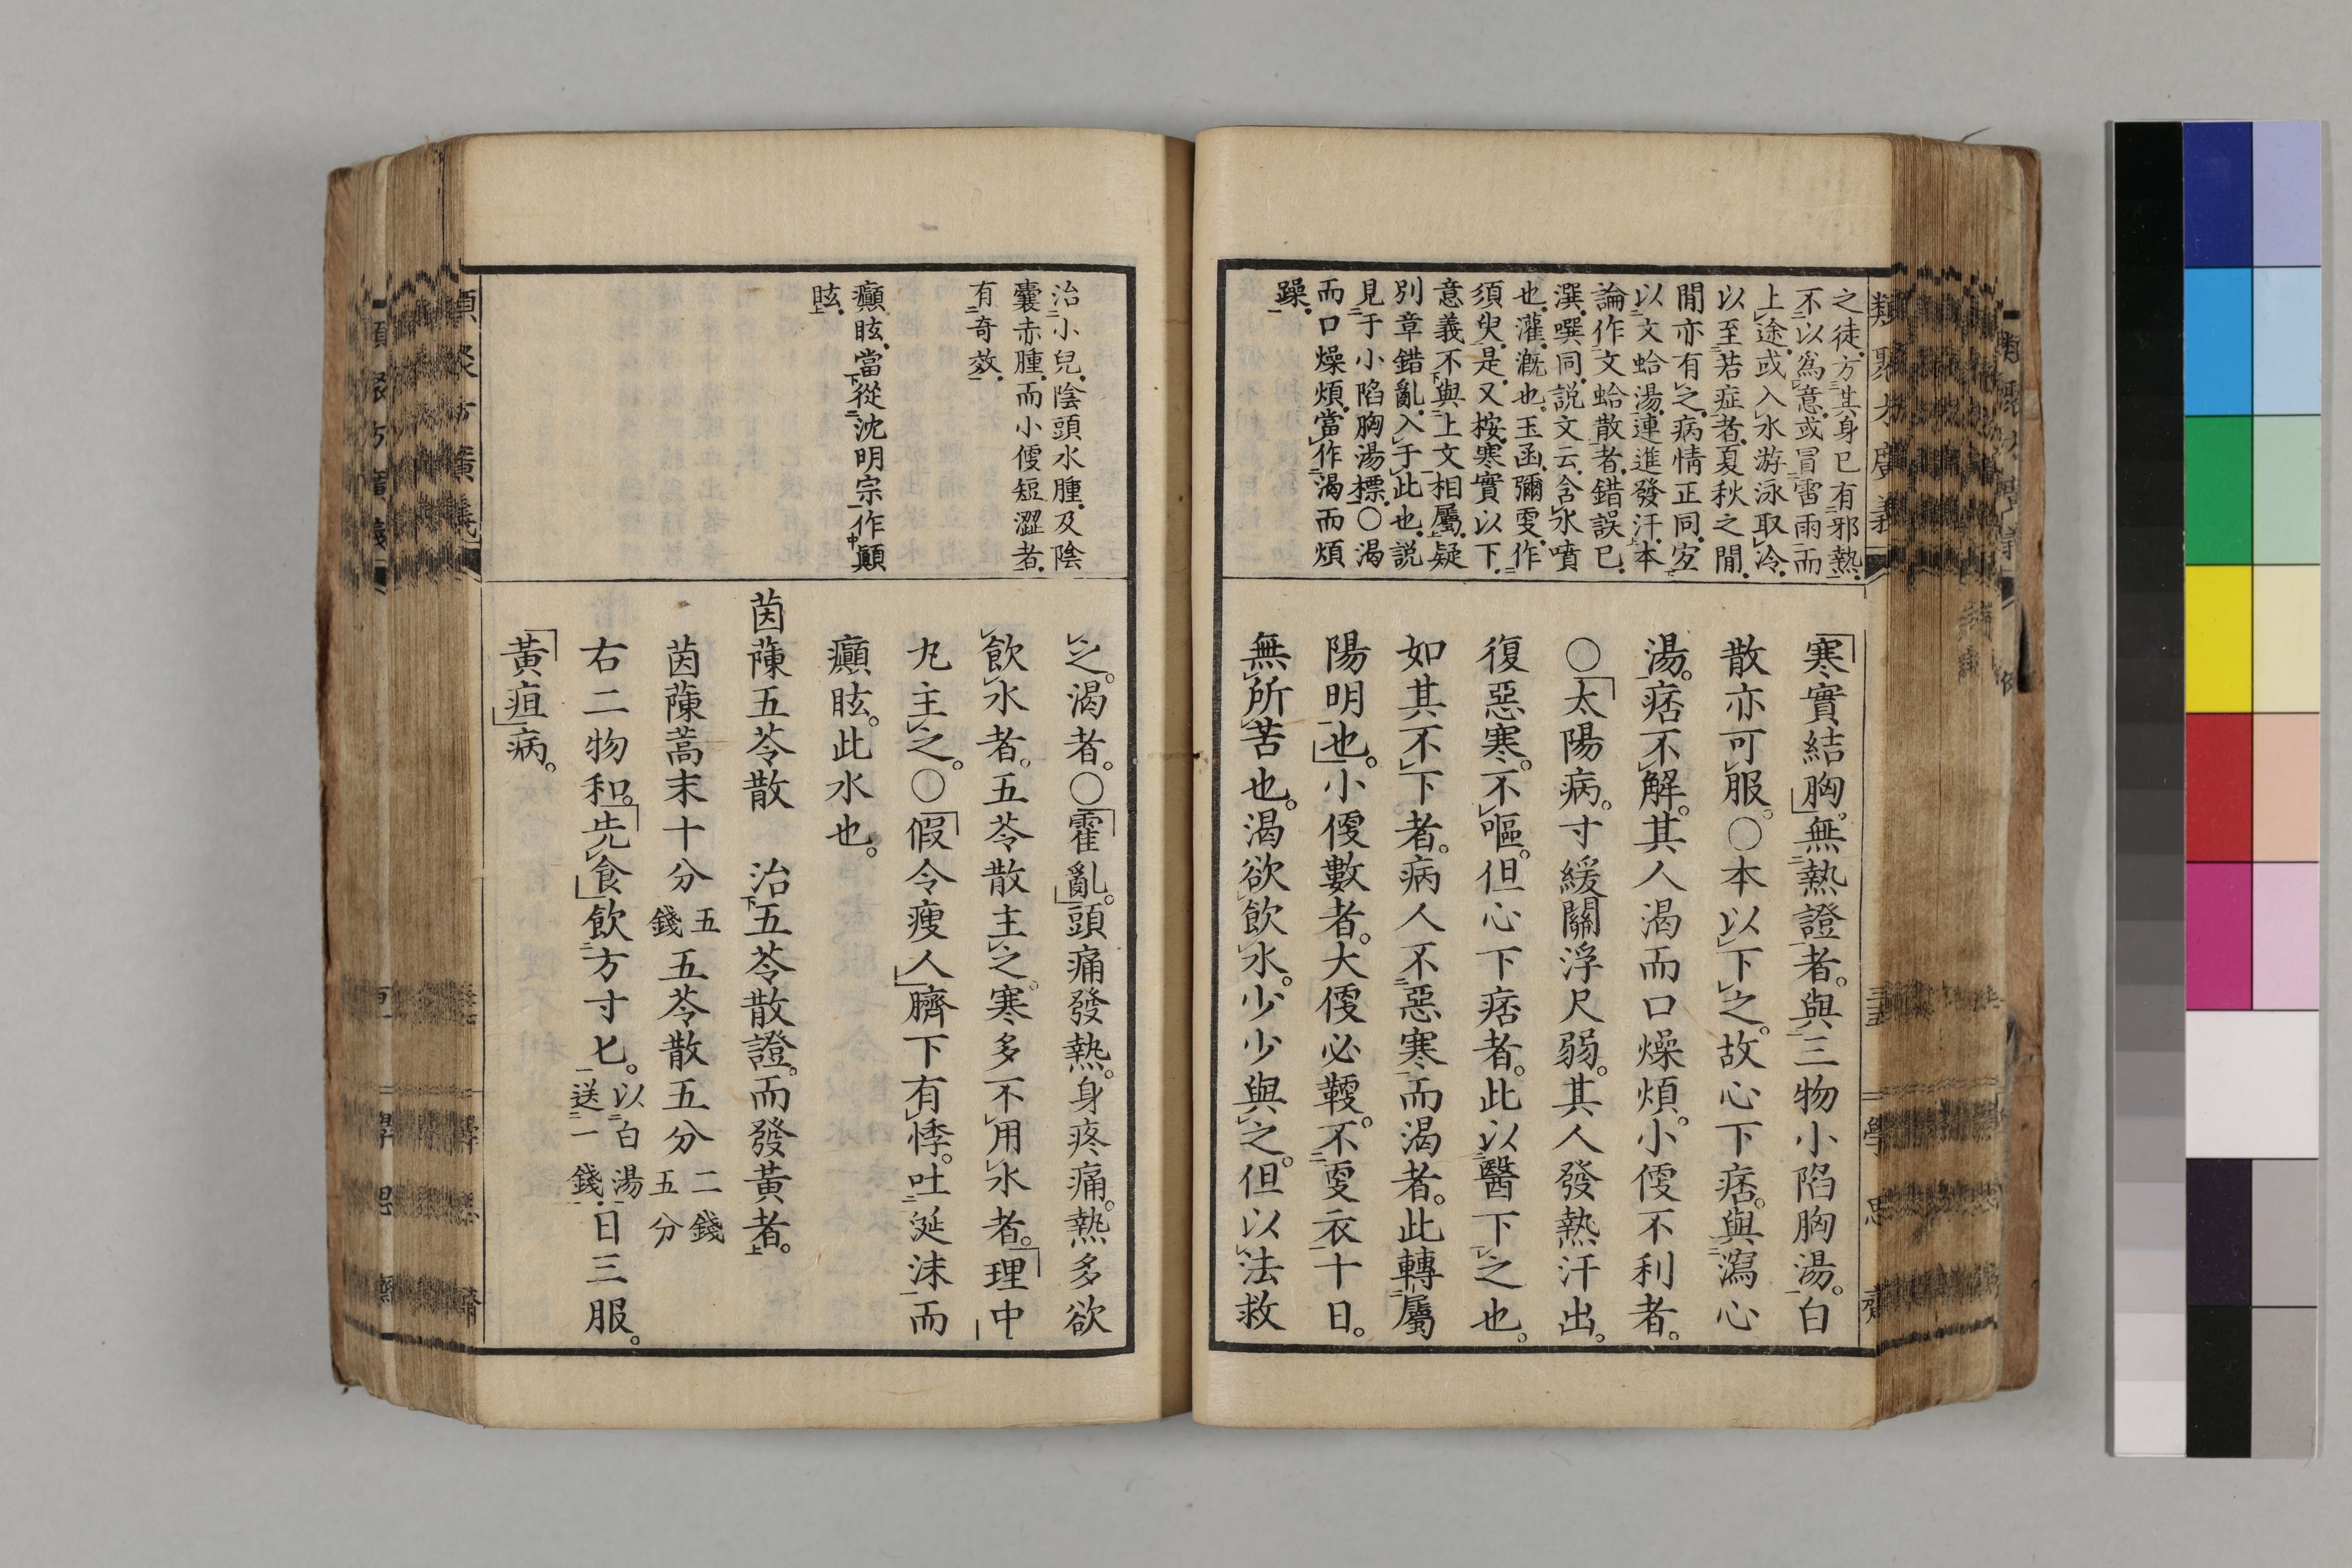 類聚方廣義
之徒。方其身已有邪熱。
不以爲意。或冒雷雨而
上途。或入水游泳取冷。
以至若症者。夏秋之閒。
閒亦有之。病情正同。宜
以文蛤湯。連進發汗。本
論作文蛤散者。錯誤已。
潠。噀同。説文云。含水噴
也。灌。漑也。玉函。彌更。作
須臾。是。又按。寒實以下。
意義不與上文相屬。疑
別章錯亂。入于此也。説
見于小陷胸湯標。○渴
而口燥煩。當作渴而煩
躁。
「寒實結胸」。無熱證者。與三物小陷胸湯。白
散亦可服。○本以下之。故心下痞。與瀉心
湯。痞不解。其人渴而口燥煩。小便不利者。
○「太陽病。寸緩關浮尺弱。其人發熱汗出。
復惡寒。不嘔。但心下痞者。此以醫下之也。
如其不下者。病人不惡寒而渴者。此轉屬
陽明也」。小便數者。大便必鞕。不更衣十日。
無所苦也。渴欲飲水。少少與之。但以法救
治小兒。陰頭水腫。及陰
囊赤腫。而小便短澀者。
有奇效。
癲眩。當從沈明宗作顚
眩。
之。渴者。○「霍亂」。頭痛發熱。身疼痛。熱多欲
飲水者。五苓散主之。寒多不用水者。「理中
丸主之。○「假令瘦人」臍下有悸。吐涎沫而
癲眩。此水也。
茵蔯五苓散 治五苓散證。而發黃者。
茵蔯蒿末十分 五錢 五苓散五分 二錢五分
右二物和。「先食」飲方寸匕。以白湯送一錢。日三服。
「黃疸」病。
類聚方廣義